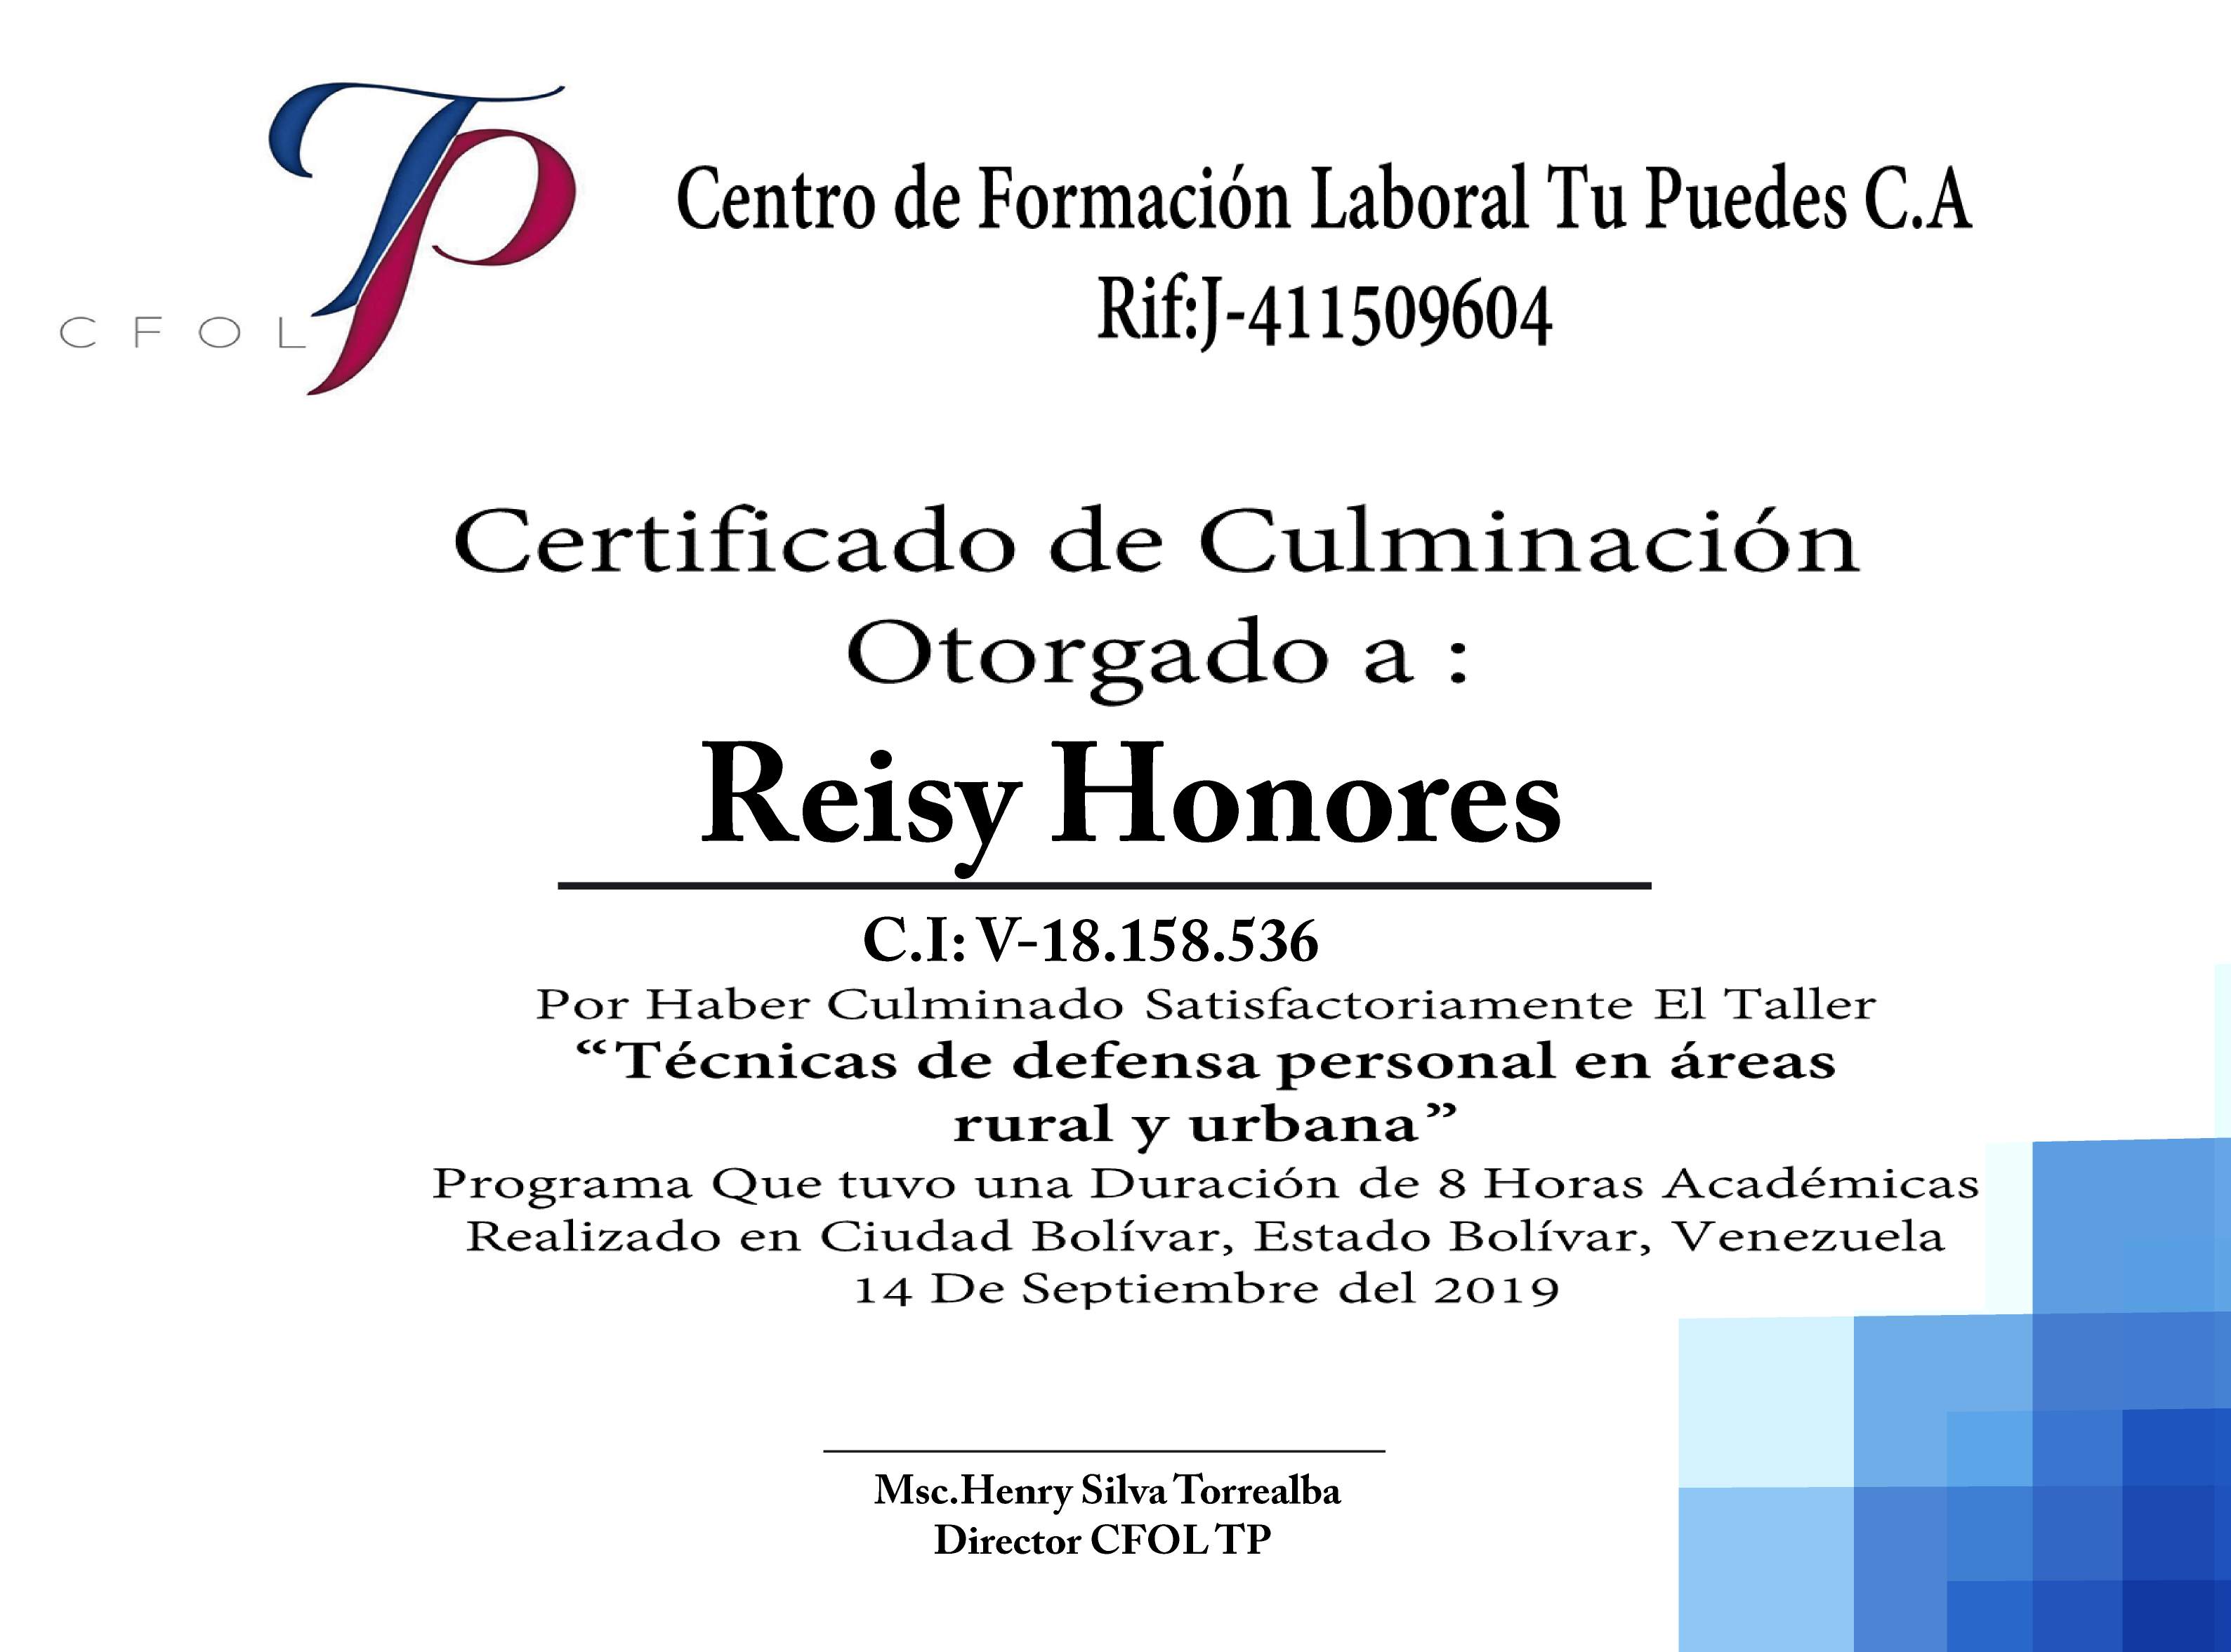 TP
CFOL
Centro de Formación Laboral Tu Puedes C.A
Rif:J-411509604
Certificado de Culminación
Otorgado a :
Reisy Honores
C.I: V-18.158.536
Por Haber Culminado Satisfactoriamente El Taller
“Técnicas de defensa personal en áreas
rural y urbana”
Programa Que tuvo una Duración de 8 Horas Académicas
Realizado en Ciudad Bolívar, Estado Bolívar, Venezuela
14 De Septiembre del 2019
Msc.Henry Silva Torrealba
Director CFOL TP